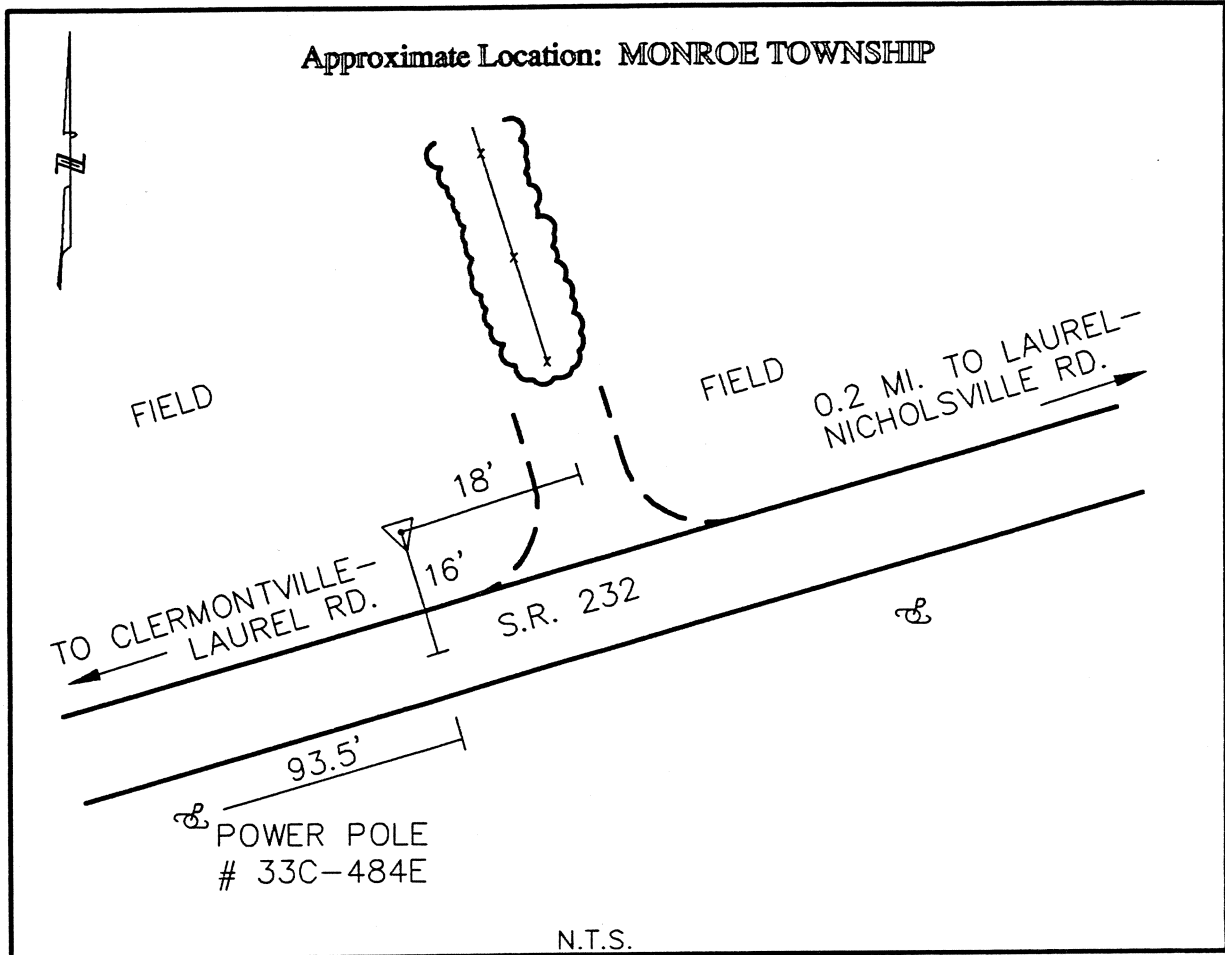 Approximate Location: MONROE TOWNSHIP
N
FIELD
FIELD
0.2 MI. TO LAUREL-
NICHOLSVILLE RD.
18'
16'
TO CLERMONTVILLE-
LAUREL RD.
S.R. 232
93.5'
POWER POLE
# 33C-484E
N.T.S.